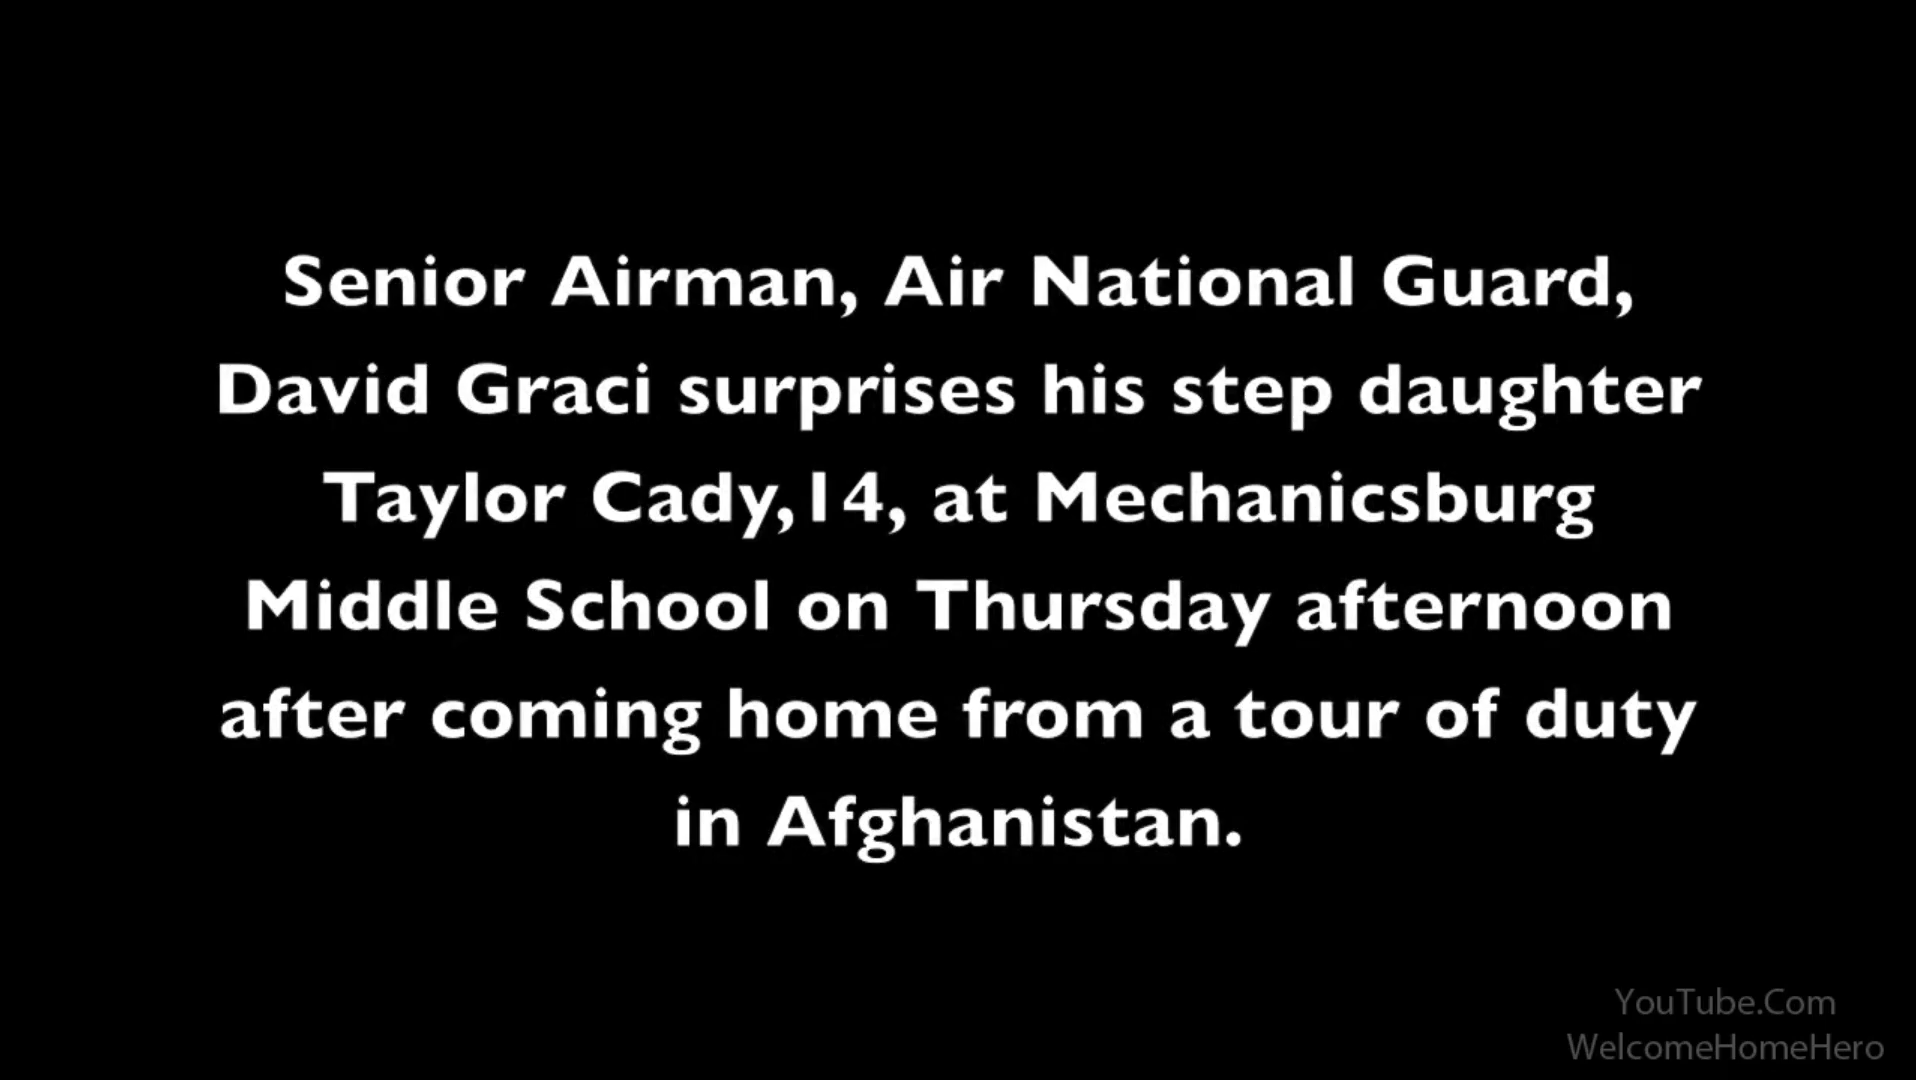 Senior Airman, Air National Guard,
David Graci surprises his step daughter
Taylor Cady,14, at Mechanicsburg
Middle School on Thursday afternoon
after coming home from a tour of duty
in Afghanistan.
YouTube.Com
WelcomeHomeHero